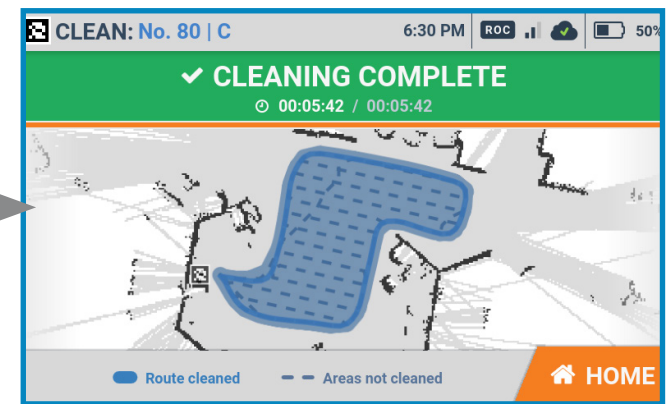 CLEAN: No. 80 | C
6:30 PM
ROC
50%
CLEANING COMPLETE
00:05:42 / 00:05:42
Route cleaned
Areas not cleaned
HOME